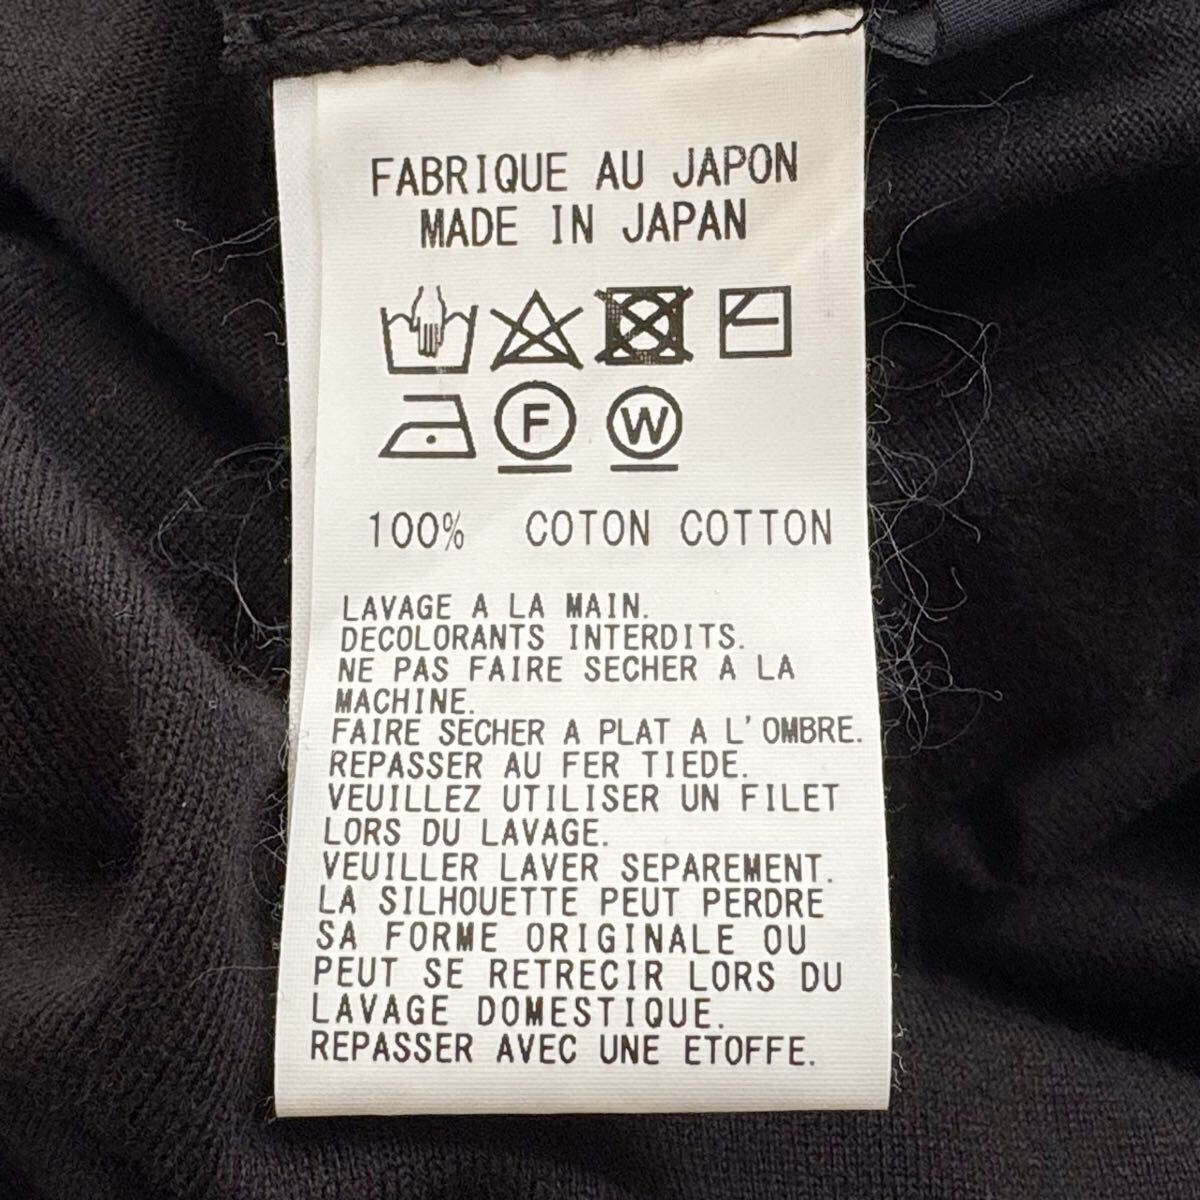 FABRIQUE AU JAPON
MADE IN JAPAN
F W
100% COTON COTTON
LAVAGE A LA MAIN.
DECOLORANTS INTERDITS.
NE PAS FAIRE SECHER A LA
MACHINE.
FAIRE SECHER A PLAT A L'OMBRE.
REPASSER AU FER TIEDE.
VEUILLEZ UTILISER UN FILET
LORS DU LAVAGE.
VEUILLER LAVER SEPAREMENT.
LA SILHOUETTE PEUT PERDRE
SA FORME ORIGINALE OU
PEUT SE RETRECIR LORS DU
LAVAGE DOMESTIQUE.
REPASSER AVEC UNE ETOFFE.